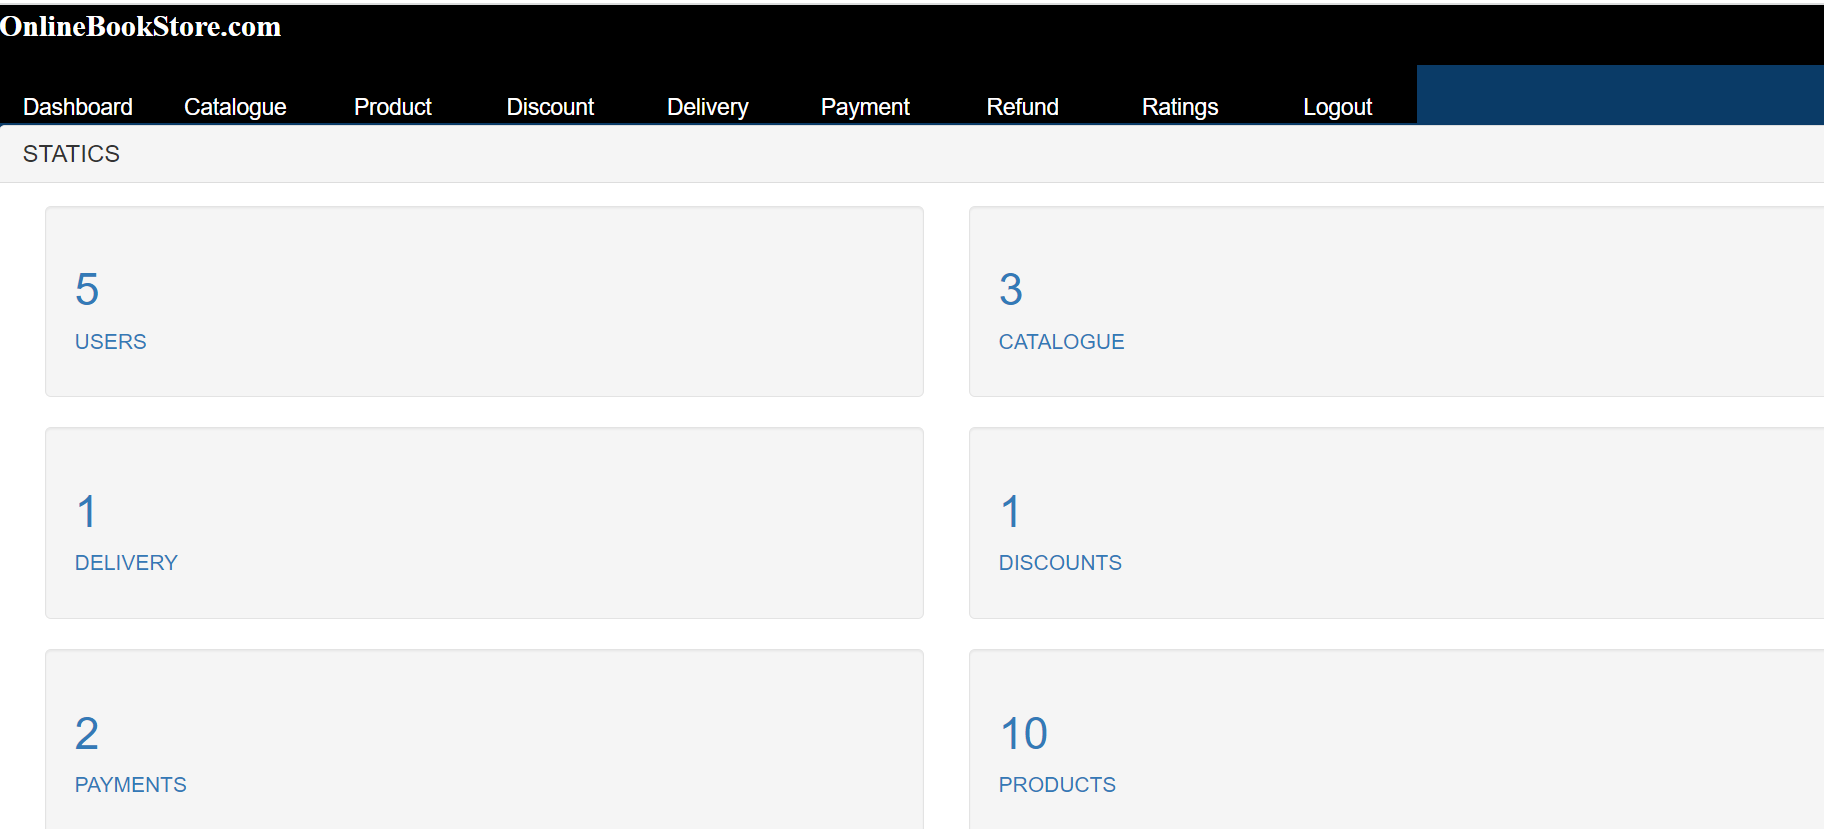 OnlineBookStore.com
Dashboard Catalogue Product Discount Delivery Payment Refund Ratings Logout
STATICS
5
USERS
3
CATALOGUE
1
DELIVERY
1
DISCOUNTS
2
PAYMENTS
10
PRODUCTS